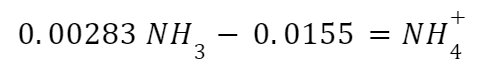 0.00283 NH₃ − 0.0155 = NH₄⁺